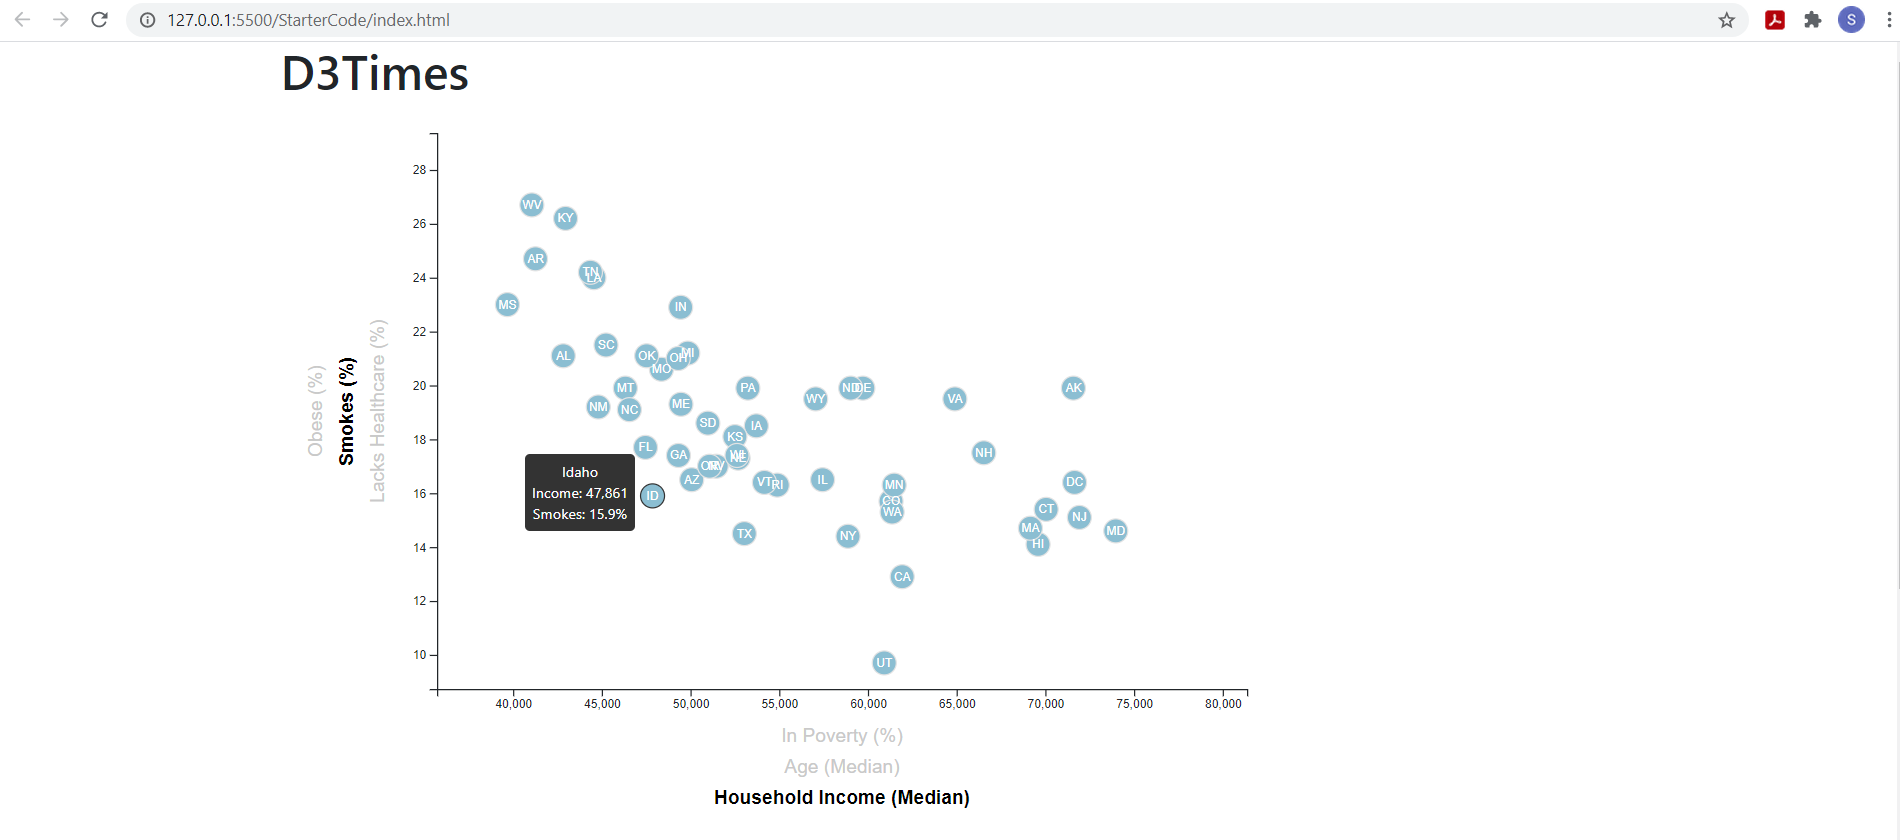 127.0.0.1:5500/StarterCode/index.html
S
D3Times
28
26
24
22
20
18
16
14
12
10
Obese (%)
Smokes (%)
Lacks Healthcare (%)
WV
KY
AR
TN
LA
MS
IN
SC
AL
OK
OH
MI
MO
MT
PA
ND
DE
AK
NM
NC
ME
WY
VA
SD
IA
KS
FL
GA
WI
NE
NH
OR
NV
AZ
VT
RI
IL
MN
DC
Idaho
Income: 47,861
Smokes: 15.9%
ID
CO
WA
CT
NJ
MA
MD
HI
TX
NY
CA
UT
40,000
45,000
50,000
55,000
60,000
65,000
70,000
75,000
80,000
In Poverty (%)
Age (Median)
Household Income (Median)